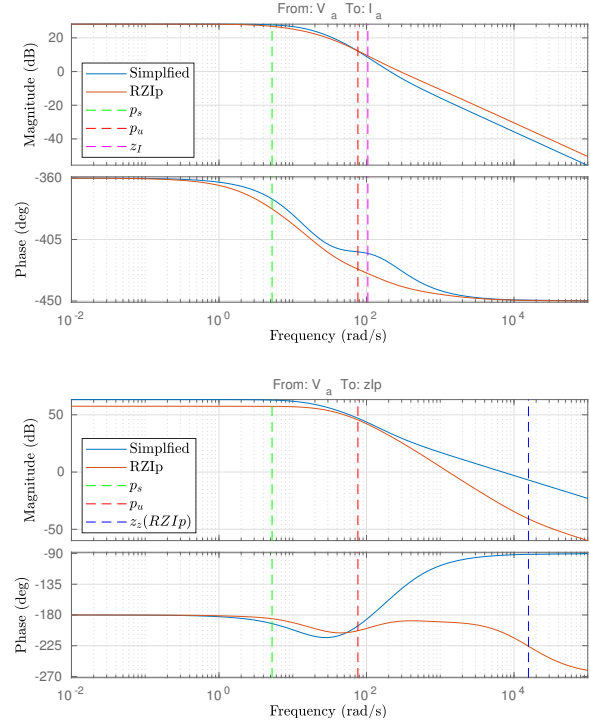 From: V_a To: I_a
Magnitude (dB)
20
0
-20
-40
Simplfied
RZIp
p_s
p_u
z_I
Phase (deg)
-360
-405
-450
10^-2
10^0
10^2
10^4
Frequency (rad/s)
From: V_a To: zIp
Magnitude (dB)
50
0
-50
Simplfied
RZIp
p_s
p_u
z_z(RZIp)
Phase (deg)
-90
-135
-180
-225
-270
10^-2
10^0
10^2
10^4
Frequency (rad/s)